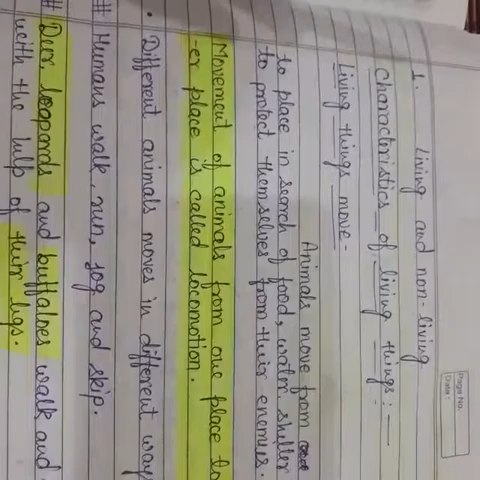 Page No.
Date:
1. Living and non-living
Characteristics of living things:-
Living things move-
Animals move from
to place in search of food, water, shelter
to protect themselves from their enemies.
Movement of animals from one place to
-er place is called locomotion.
. Different animals moves in different way
# Humans walk, run, jog and skip.
# Deer, leopards and buffaloes walk and
with the help of their legs.